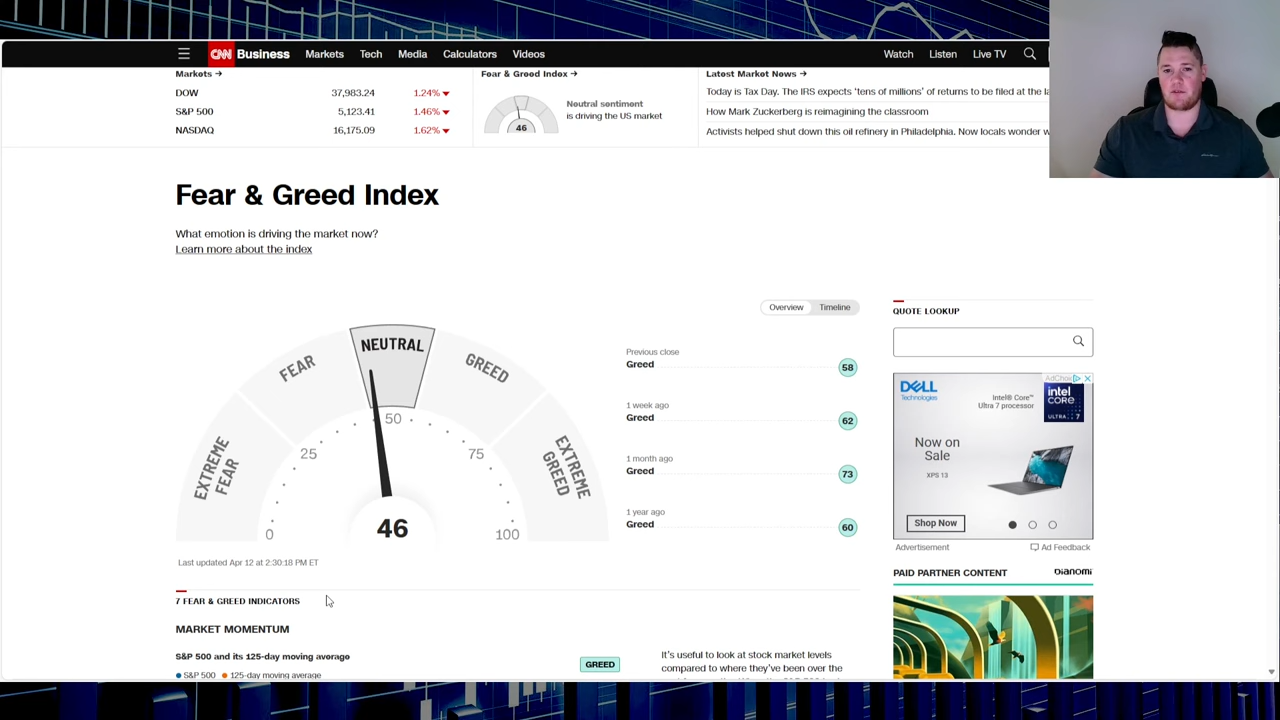 CNN Business Markets Tech Media Calculators Videos Watch Listen Live TV
Markets →
DOW 37,983.24 1.24%
S&P 500 5,123.41 1.46%
NASDAQ 16,175.09 1.62%
Fear & Greed Index →
Neutral sentiment
is driving the US market
46
Latest Market News →
Today is Tax Day. The IRS expects 'tens of millions' of returns to be filed at the
How Mark Zuckerberg is reimagining the classroom
Activists helped shut down this oil refinery in Philadelphia. Now locals wonder
Fear & Greed Index
What emotion is driving the market now?
Learn more about the index
Overview Timeline
EXTREME FEAR
FEAR
NEUTRAL
GREED
EXTREME GREED
0
25
50
75
100
46
Last updated Apr 12 at 2:30:18 PM ET
Previous close
Greed 58
1 week ago
Greed 62
1 month ago
Greed 73
1 year ago
Greed 60
QUOTE LOOKUP
AdChoi
DELL
Technologies
Intel® Core™
Ultra 7 processor
intel
CORE
ULTRA 7
Now on
Sale
XPS 13
Shop Now
Advertisement Ad Feedback
PAID PARTNER CONTENT bianomi
7 FEAR & GREED INDICATORS
MARKET MOMENTUM
S&P 500 and its 125-day moving average
S&P 500 125-day moving average
GREED
It's useful to look at stock market levels
compared to where they've been over the